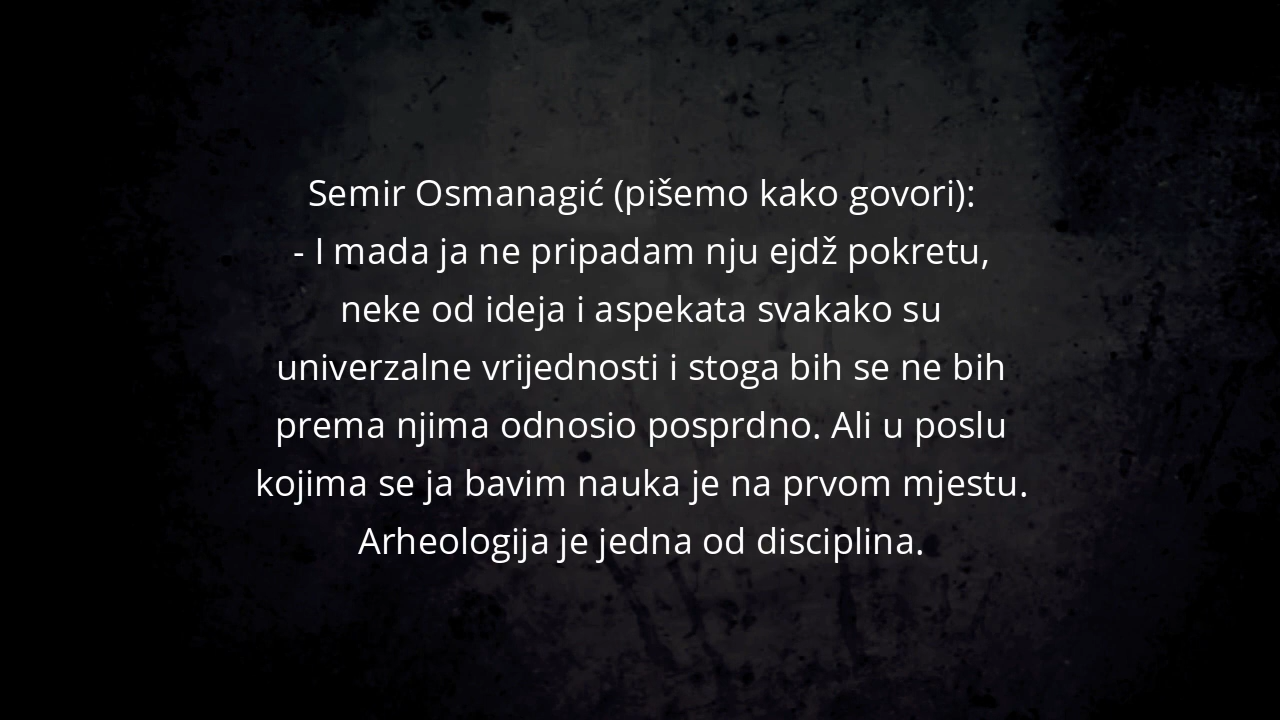 Semir Osmanagić (pišemo kako govori):
- I mada ja ne pripadam nju ejdž pokretu,
neke od ideja i aspekata svakako su
univerzalne vrijednosti i stoga bih se ne bih
prema njima odnosio posprdno. Ali u poslu
kojima se ja bavim nauka je na prvom mjestu.
Arheologija je jedna od disciplina.